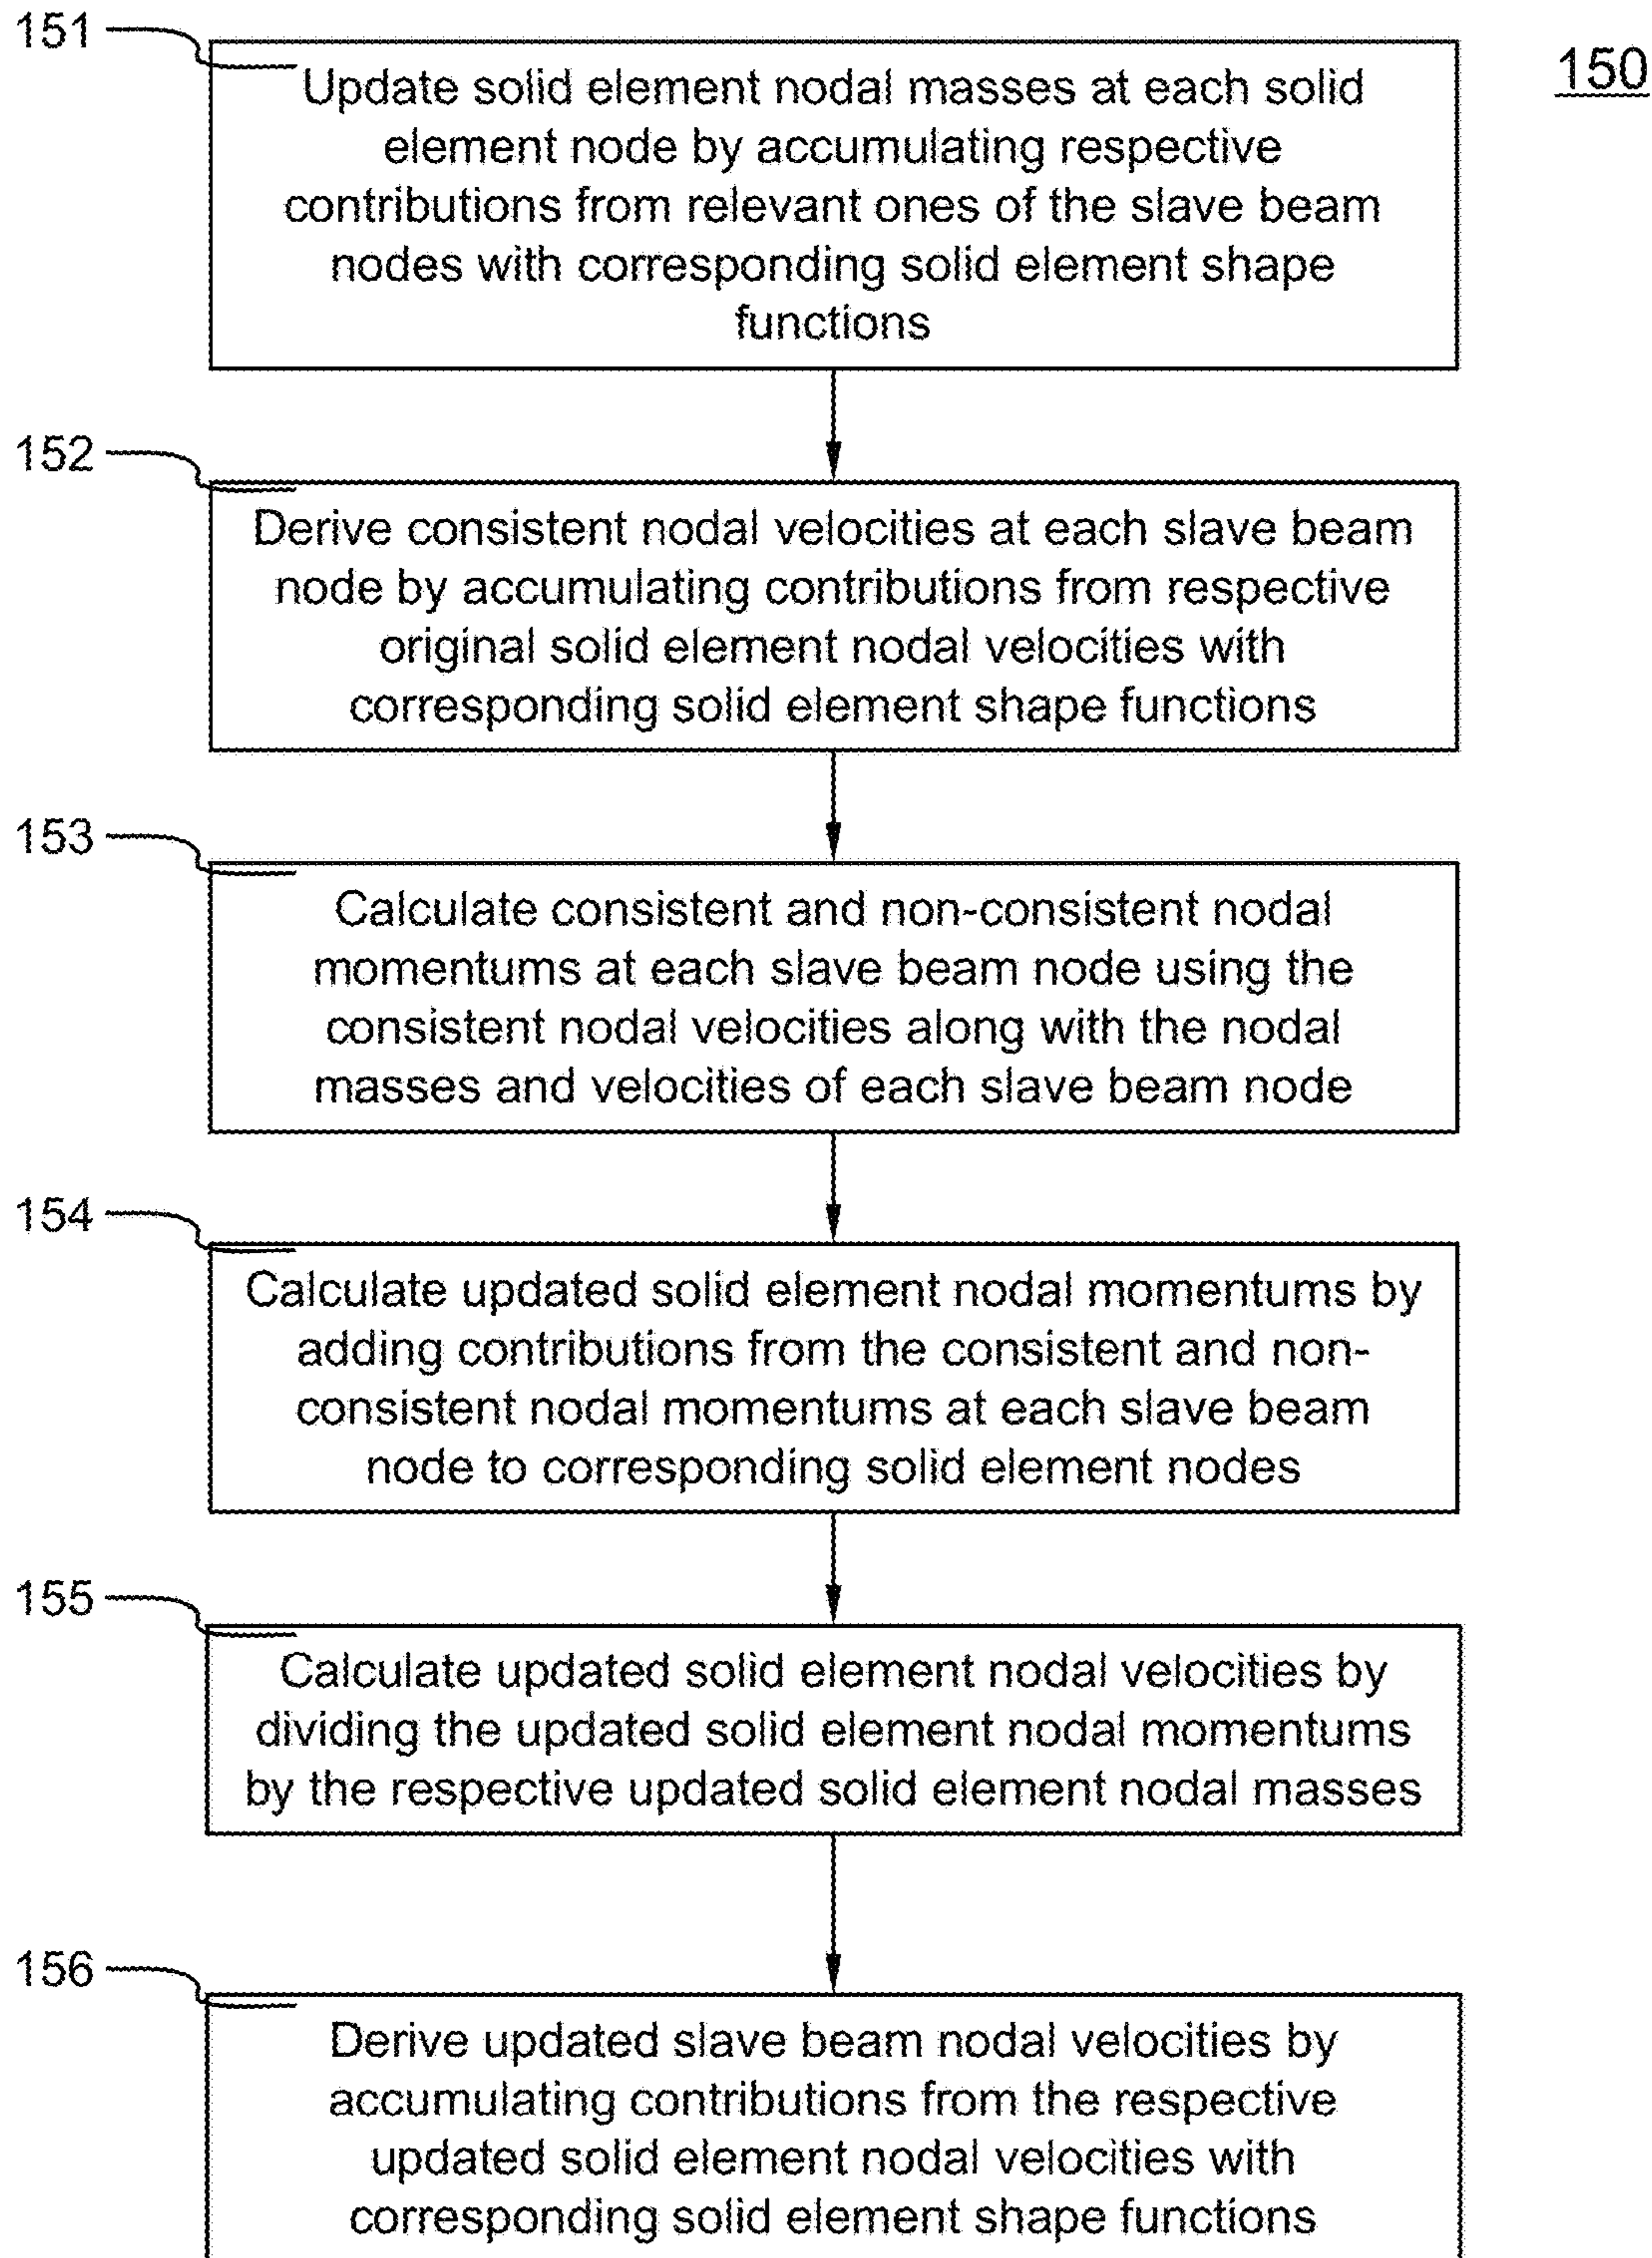 151
150
Update solid element nodal masses at each solid
element node by accumulating respective
contributions from relevant ones of the slave beam
nodes with corresponding solid element shape
functions
152
Derive consistent nodal velocities at each slave beam
node by accumulating contributions from respective
original solid element nodal velocities with
corresponding solid element shape functions
153
Calculate consistent and non-consistent nodal
momentums at each slave beam node using the
consistent nodal velocities along with the nodal
masses and velocities of each slave beam node
154
Calculate updated solid element nodal momentums by
adding contributions from the consistent and non-
consistent nodal momentums at each slave beam
node to corresponding solid element nodes
155
Calculate updated solid element nodal velocities by
dividing the updated solid element nodal momentums
by the respective updated solid element nodal masses
156
Derive updated slave beam nodal velocities by
accumulating contributions from the respective
updated solid element nodal velocities with
corresponding solid element shape functions